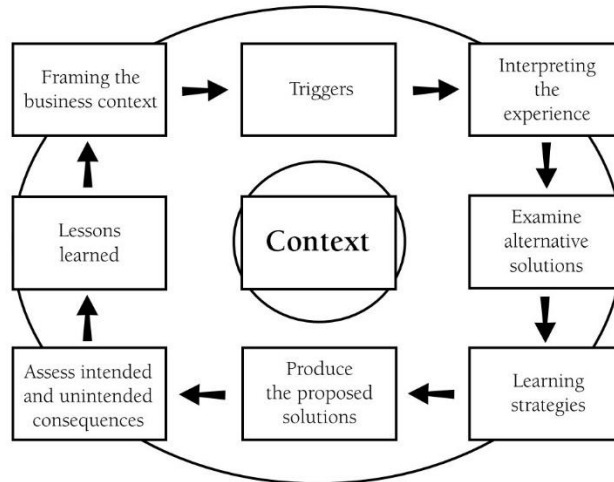 Framing the
business context
Triggers
Interpreting
the
experience
Lessons
learned
Context
Examine
alternative
solutions
Assess intended
and unintended
consequences
Produce
the proposed
solutions
Learning
strategies